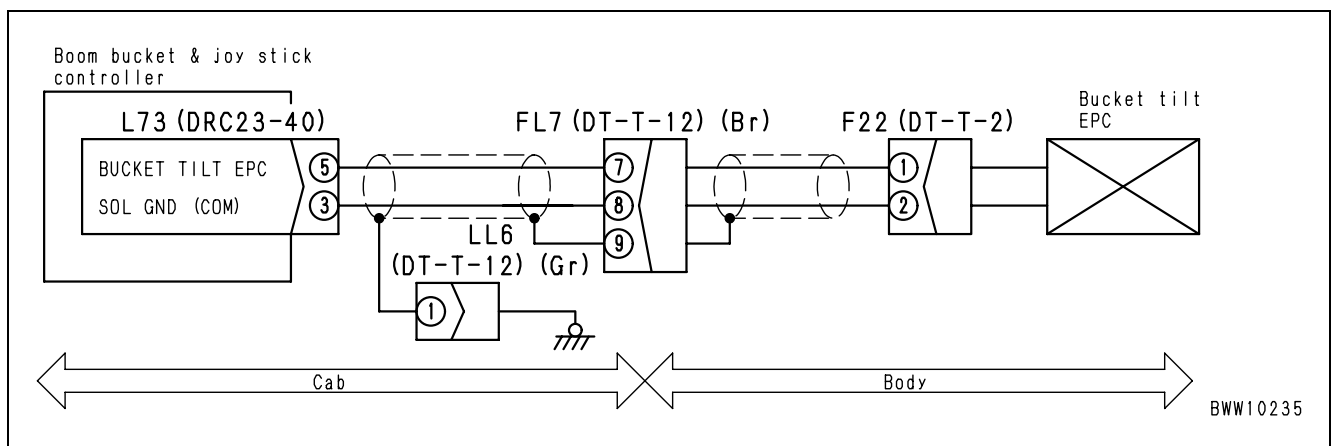 Boom bucket & joy stick
controller
L73 (DRC23-40)
FL7 (DT-T-12) (Br)
F22 (DT-T-2)
Bucket tilt
EPC
BUCKET TILT EPC
5
7
1
SOL GND (COM)
3
8
2
9
LL6
(DT-T-12) (Gr)
1
Cab
Body
BWW10235